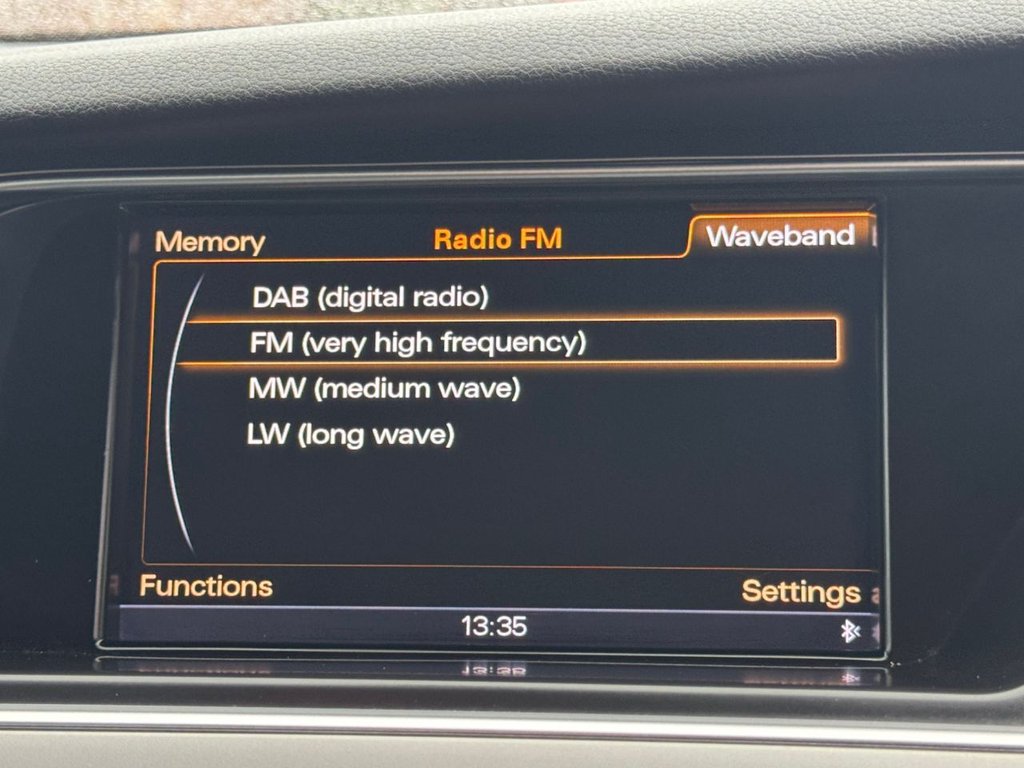 Memory
Radio FM
Waveband
DAB (digital radio)
FM (very high frequency)
MW (medium wave)
LW (long wave)
Functions
Settings
13:35